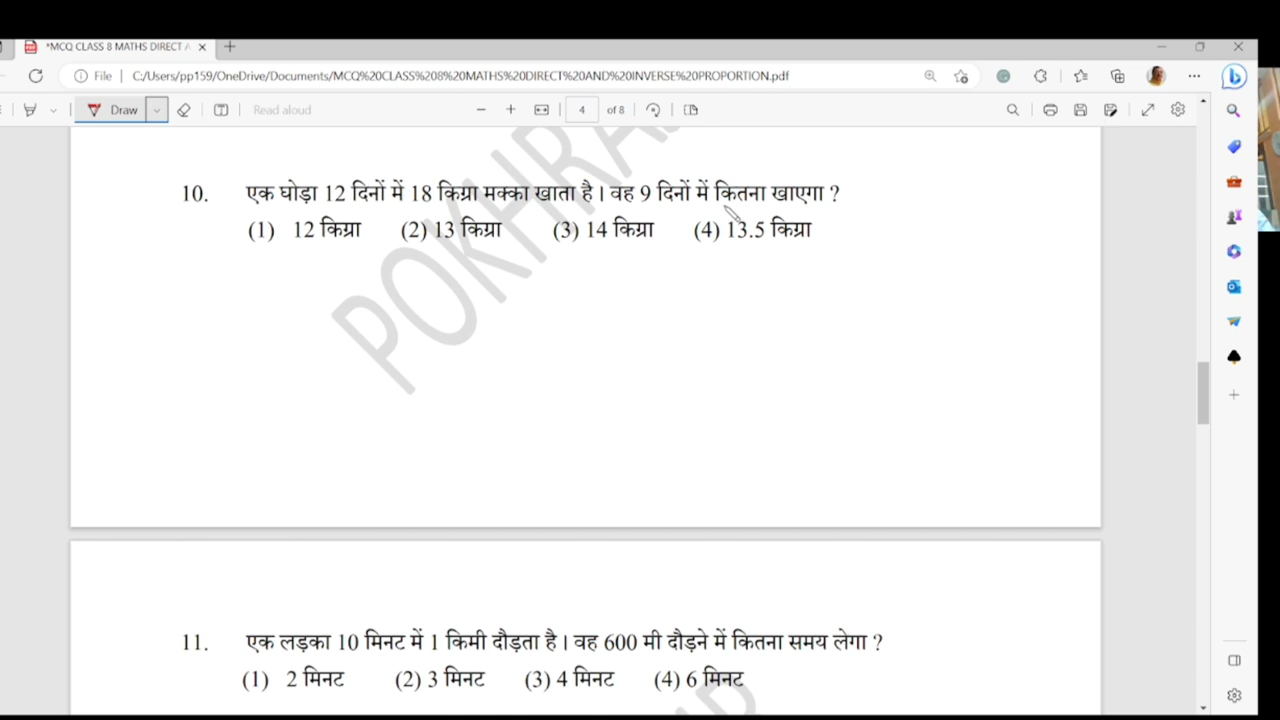 *MCQ CLASS 8 MATHS DIRECT A
File C:/Users/pp159/OneDrive/Documents/MCQ%20CLASS%208%20MATHS%20DIRECT%20AND%20INVERSE%20PROPORTION.pdf
Draw Read aloud 4 of 8
10. एक घोड़ा 12 दिनों में 18 किग्रा मक्का खाता है। वह 9 दिनों में कितना खाएगा ?
(1) 12 किग्रा (2) 13 किग्रा (3) 14 किग्रा (4) 13.5 किग्रा
POKHRA
11. एक लड़का 10 मिनट में 1 किमी दौड़ता है। वह 600 मी दौड़ने में कितना समय लेगा ?
(1) 2 मिनट (2) 3 मिनट (3) 4 मिनट (4) 6 मिनट